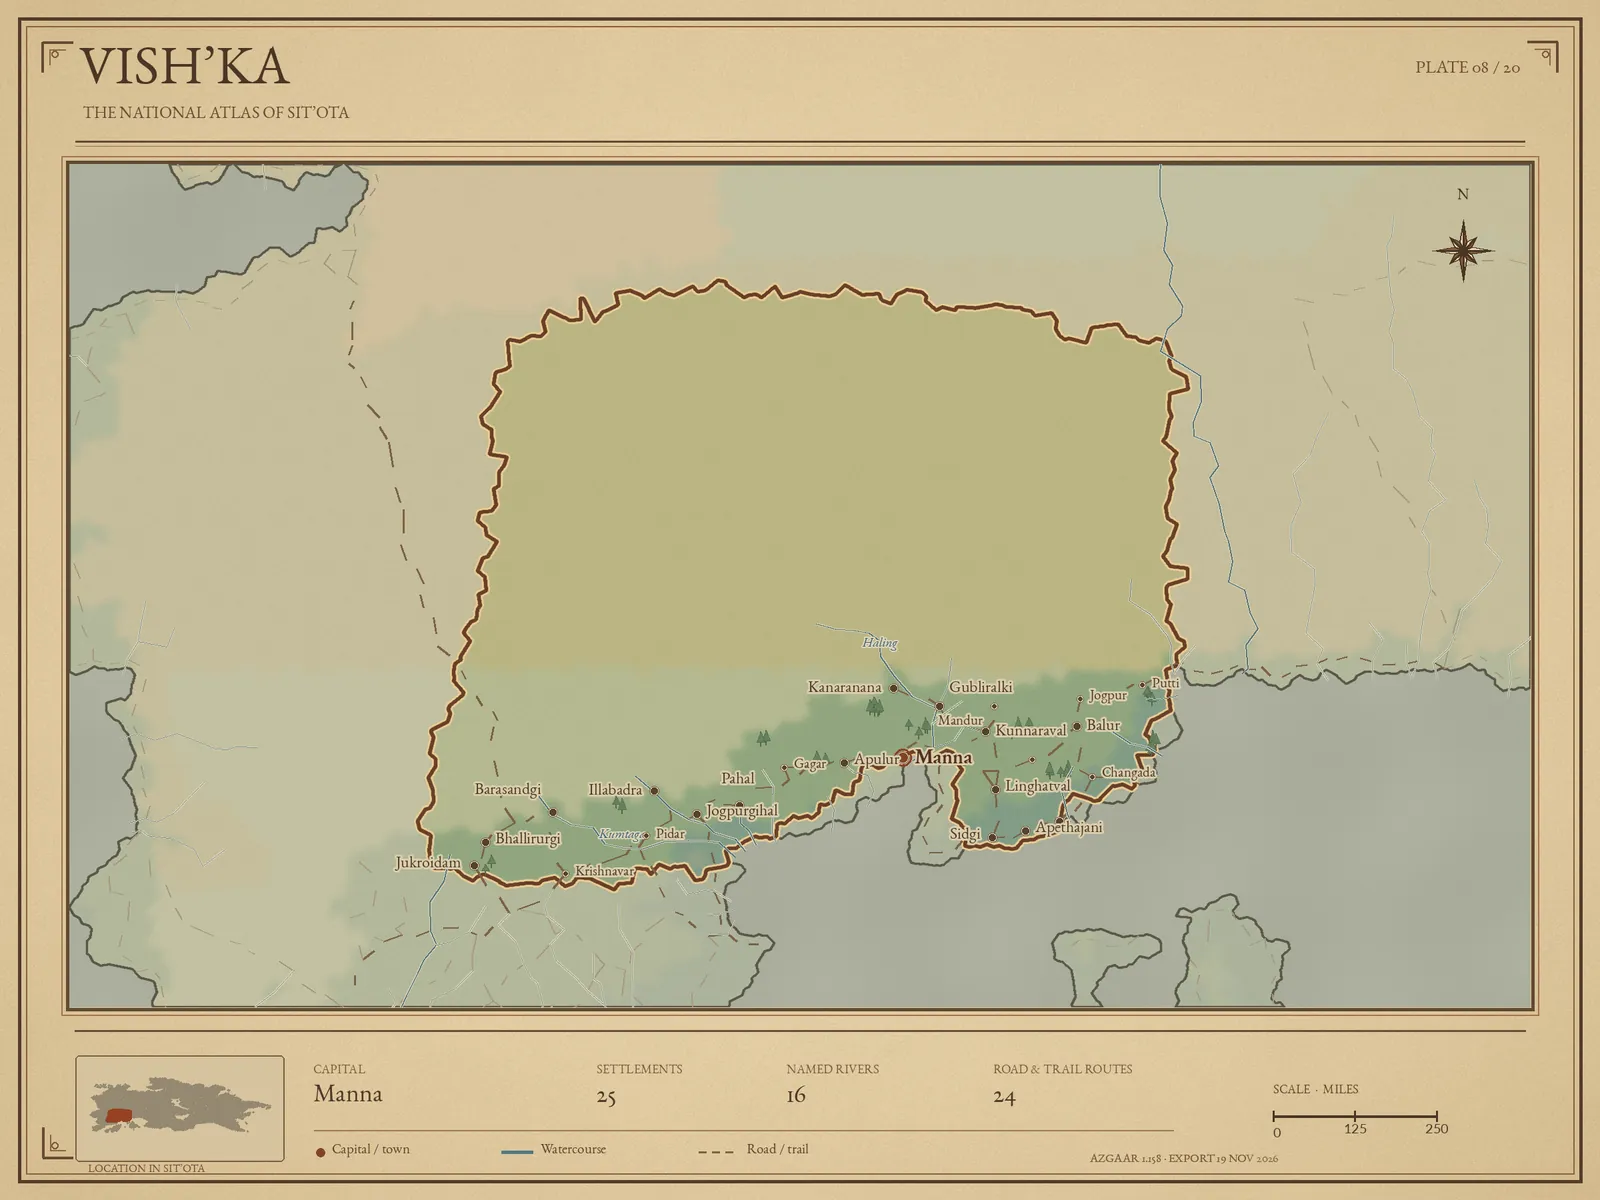 VISH’KA
PLATE 08 / 20
THE NATIONAL ATLAS OF SIT’OTA
N
Haling
Kanaranana
Gubliralki
Putti
Jogpur
Mandur
Kunnaraval
Balur
Apulur
Manna
Gagar
Pahal
Changada
Barasandgi
Illabadra
Linghatval
Jogpurgihal
Bhallirurgi
Kumtaga
Pidar
Sidgi
Apethajani
Jukroidam
Krishnavar
CAPITAL
Manna
SETTLEMENTS
25
NAMED RIVERS
16
ROAD & TRAIL ROUTES
24
SCALE · MILES
0 125 250
Capital / town
Watercourse
Road / trail
AZGAAR 1.158 · EXPORT 19 NOV 2026
LOCATION IN SIT’OTA